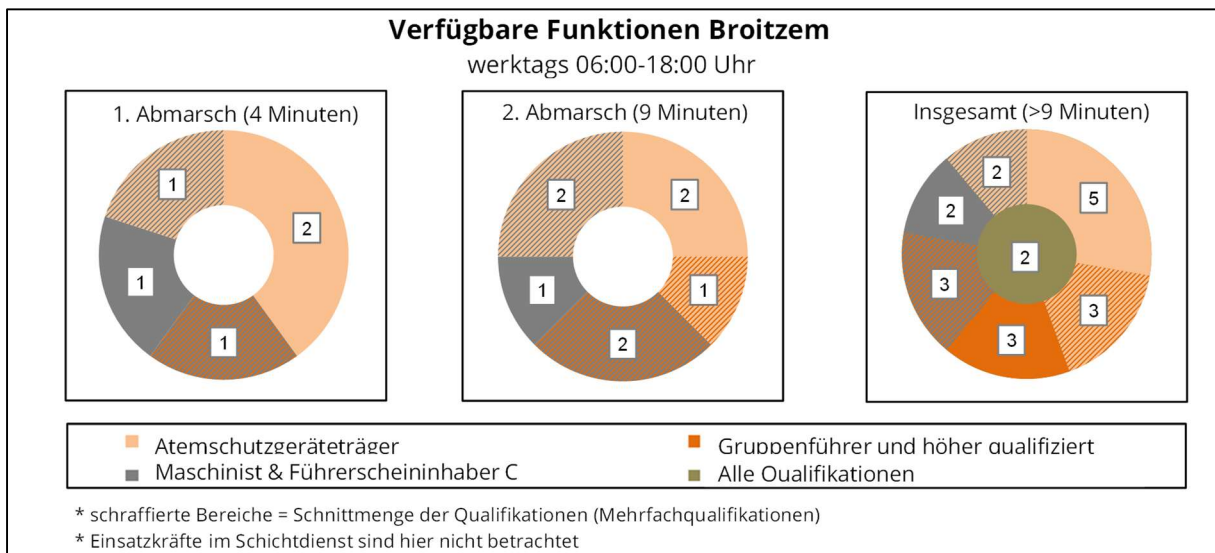 Verfügbare Funktionen Broitzem
werktags 06:00-18:00 Uhr
1. Abmarsch (4 Minuten)
1
2
1
1
2. Abmarsch (9 Minuten)
2
2
1
1
2
Insgesamt (>9 Minuten)
2
5
2
2
3
3
3
Atemschutzgeräteträger
Gruppenführer und höher qualifiziert
Maschinist & Führerscheininhaber C
Alle Qualifikationen
* schraffierte Bereiche = Schnittmenge der Qualifikationen (Mehrfachqualifikationen)
* Einsatzkräfte im Schichtdienst sind hier nicht betrachtet